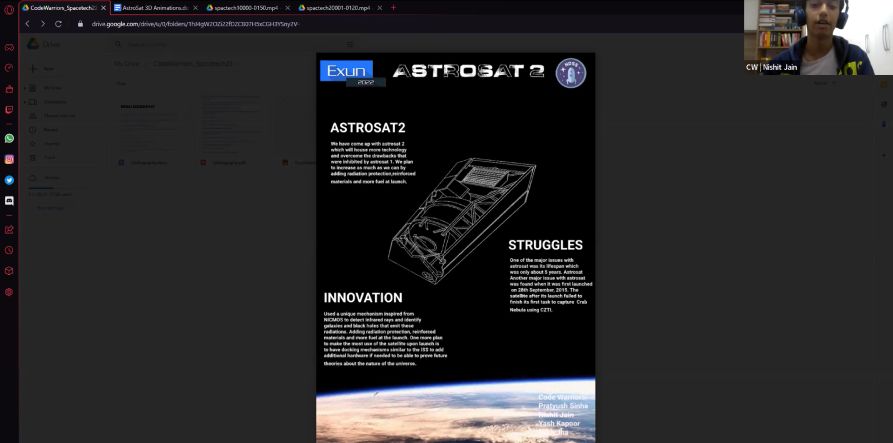 CodeWarriors_Spacetech2
AstroSat 3D Animations.do
spactech10000-0150.mp4
spactech20001-0120.mp4
drive.google.com/drive/u/0/folders/
Drive
CW | Nishit Jain
Exun
2022
ASTROSAT 2
ASTROSAT2
We have come up with astrosat 2
which will house more technology
and overcome the drawbacks that
were inhibited by astrosat 1. We plan
to increase as much as we can by
adding radiation protection,reinforced
materials and more fuel at launch.
STRUGGLES
One of the major issues with
astrosat was its lifespan which
was only about 5 years. Astrosat
Another major issue with astrosat
was found when it was first launched
on 28th September, 2015. The
satellite after its launch failed to
finish its first task to capture Crab
Nebula using CZTI.
INNOVATION
Used a unique mechanism inspired from
NICMOS to detect infrared rays and identify
galaxies and black holes that emit these
radiations. Adding radiation protection, reinforced
materials and more fuel at the launch. One more plan
to make the most use of the satellite upon launch is
to have docking mechanisms similar to the ISS to add
additional hardware if needed to be able to prove future
theories about the nature of the universe.
Code Warriors:
Pratyush Sinha
Nishit Jain
Yash Kapoor